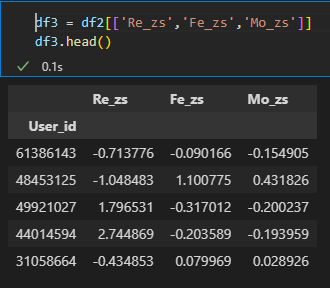 df3 = df2[['Re_zs','Fe_zs','Mo_zs']]
df3.head()
0.1s
Re_zs Fe_zs Mo_zs
User_id
61386143 -0.713776 -0.090166 -0.154905
48453125 -1.048483 1.100775 0.431826
49921027 1.796531 -0.317012 -0.200237
44014594 2.744869 -0.203589 -0.193959
31058664 -0.434853 0.079969 0.028926